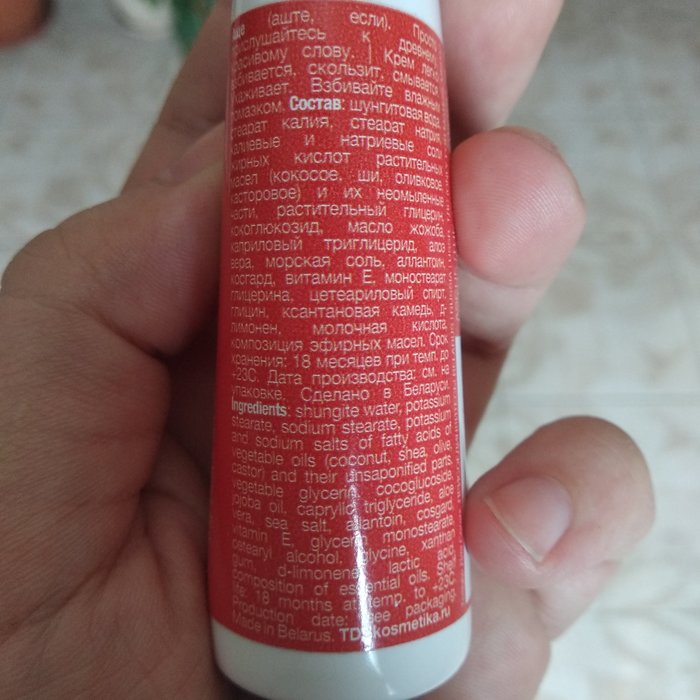 (аште, если). Прост
прислушайтесь к древнем
красивому слову. | Крем легк
взбивается, скользит, смывается
ухаживает. Взбивайте влажным
помазком. Состав: шунгитовая вода,
стеарат калия, стеарат натрия,
калиевые и натриевые соли
жирных кислот растительных
масел (кокосое, ши, оливковое,
касторовое) и их неомыленные
части, растительный глицерин,
кокоглюкозид, масло жожоба,
каприловый триглицерид, алоэ
вера, морская соль, аллантоин,
косгард, витамин Е, моностеарат
глицерина, цетеариловый спирт,
глицин, ксантановая камедь, д-
лимонен, молочная кислота,
композиция эфирных масел. Срок
хранения: 18 месяцев при темп. до
+23С. Дата производства: см. на
упаковке. Сделано в Беларуси.
Ingredients: shungite water, potassium
stearate, sodium stearate, potassium
and sodium salts of fatty acids of
vegetable oils (coconut, shea, olive,
castor) and their unsaponified parts,
vegetable glycerin, cocoglucoside,
jojoba oil, caprylic triglyceride, aloe
vera, sea salt, allantoin, cosgard,
vitamin E, glycerin monostearate,
cetearyl alcohol, glycine, xanthan
gum, d-limonene, lactic acid,
composition of essential oils. Shelf
life: 18 months at temp. to +23C.
Production date: see packaging.
Made in Belarus. TDSkosmetika.ru